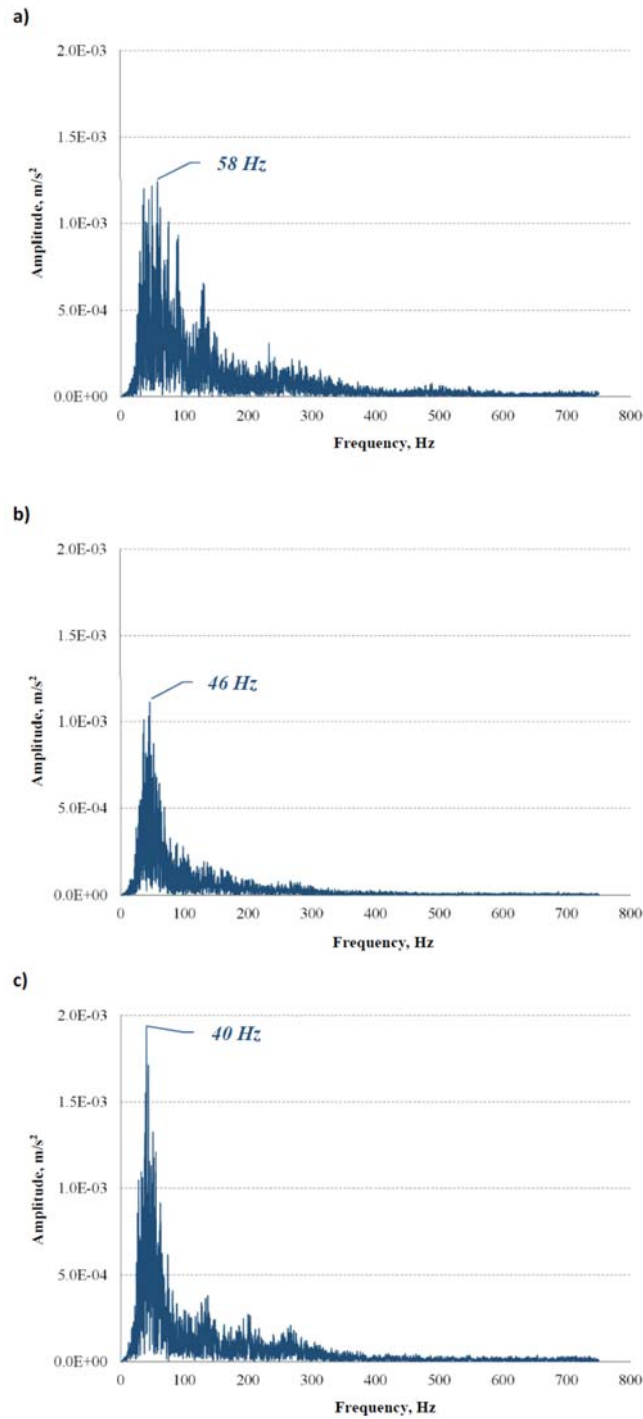 a)
2.0E-03
1.5E-03
58 Hz
1.0E-03
Amplitude, m/s²
5.0E-04
0.0E+00
0 100 200 300 400 500 600 700 800
Frequency, Hz
b)
2.0E-03
1.5E-03
46 Hz
1.0E-03
Amplitude, m/s²
5.0E-04
0.0E+00
0 100 200 300 400 500 600 700 800
Frequency, Hz
c)
2.0E-03
40 Hz
1.5E-03
1.0E-03
Amplitude, m/s²
5.0E-04
0.0E+00
0 100 200 300 400 500 600 700 800
Frequency, Hz